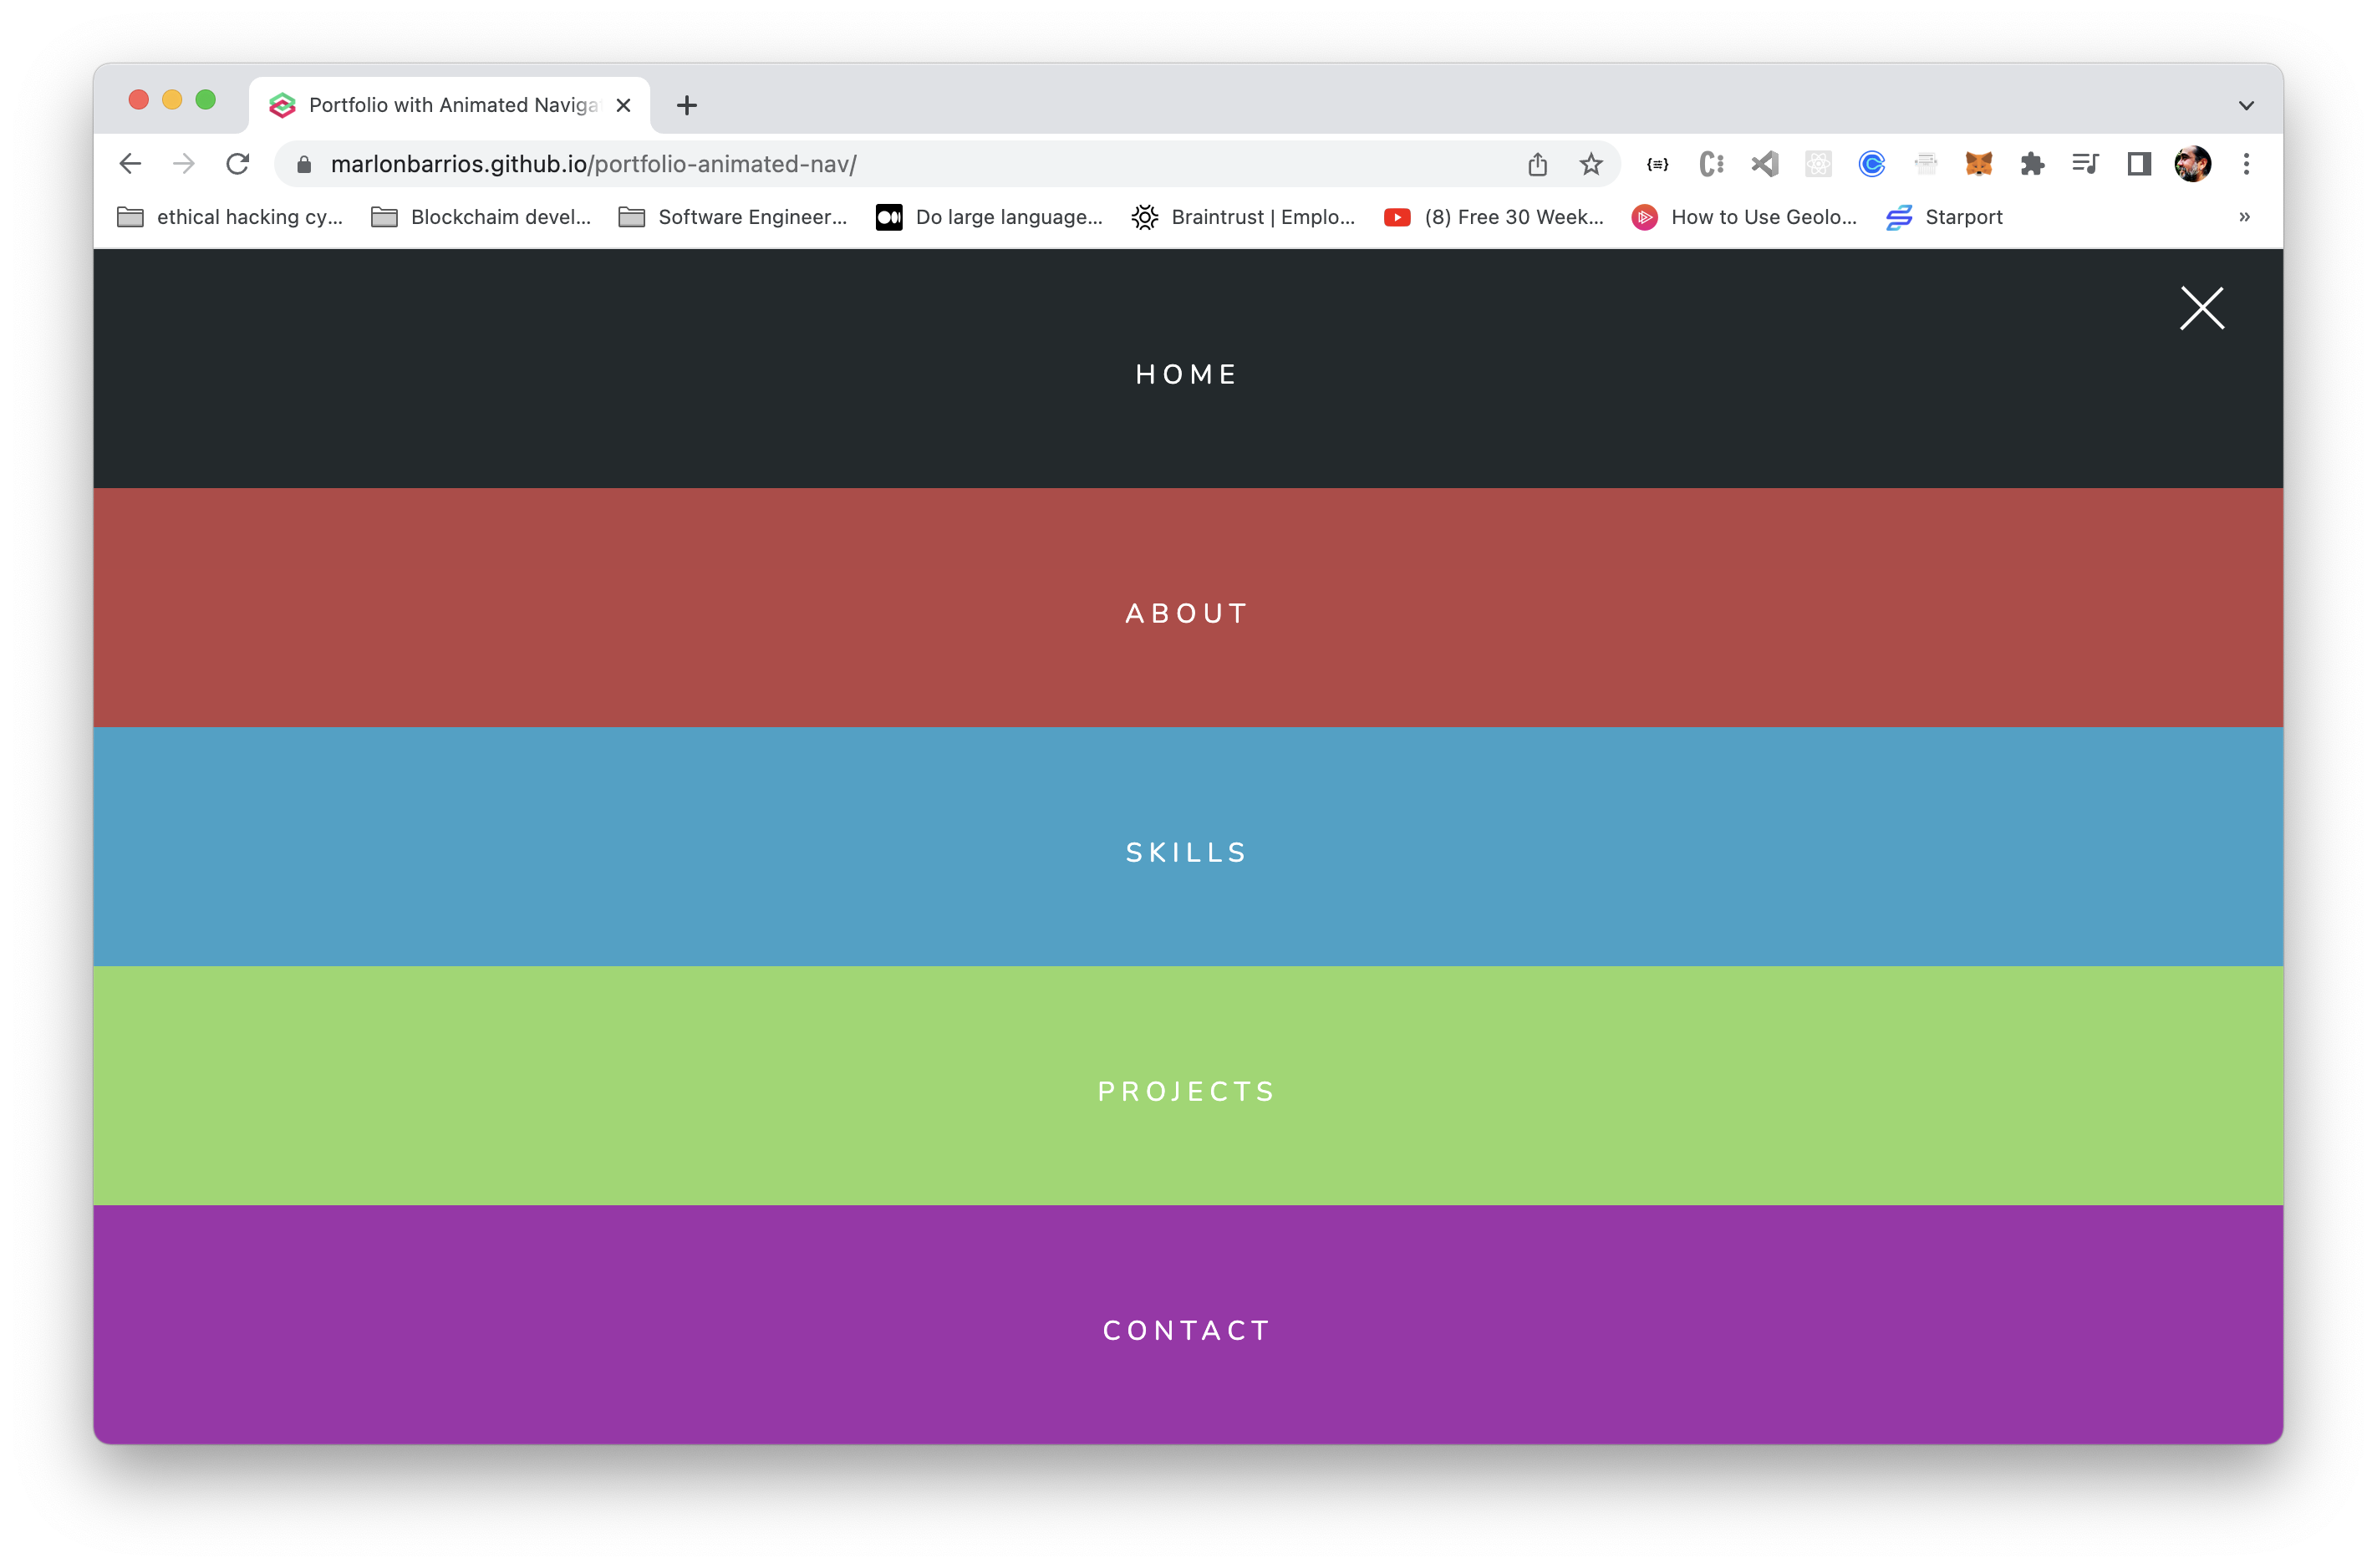 Portfolio with Animated Naviga
marlonbarrios.github.io/portfolio-animated-nav/
ethical hacking cy... Blockchaim devel... Software Engineer... Do large language... Braintrust | Emplo... (8) Free 30 Week... How to Use Geolo... Starport »
HOME
ABOUT
SKILLS
PROJECTS
CONTACT